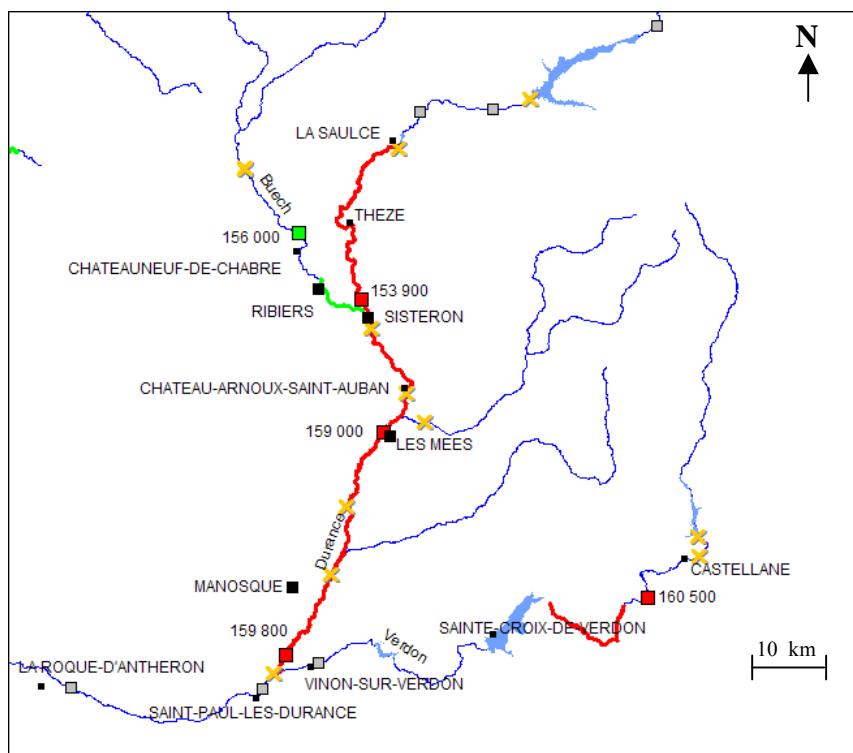 N
LA SAULCE
Buech
THEZE
156 000
CHATEAUNEUF-DE-CHABRE
153 900
RIBIERS
SISTERON
CHATEAU-ARNOUX-SAINT-AUBAN
159 000
LES MEES
Durance
CASTELLANE
MANOSQUE
160 500
SAINTE-CROIX-DE-VERDON
159 800
Verdon
10 km
LA ROQUE-D'ANTHERON
VINON-SUR-VERDON
SAINT-PAUL-LES-DURANCE